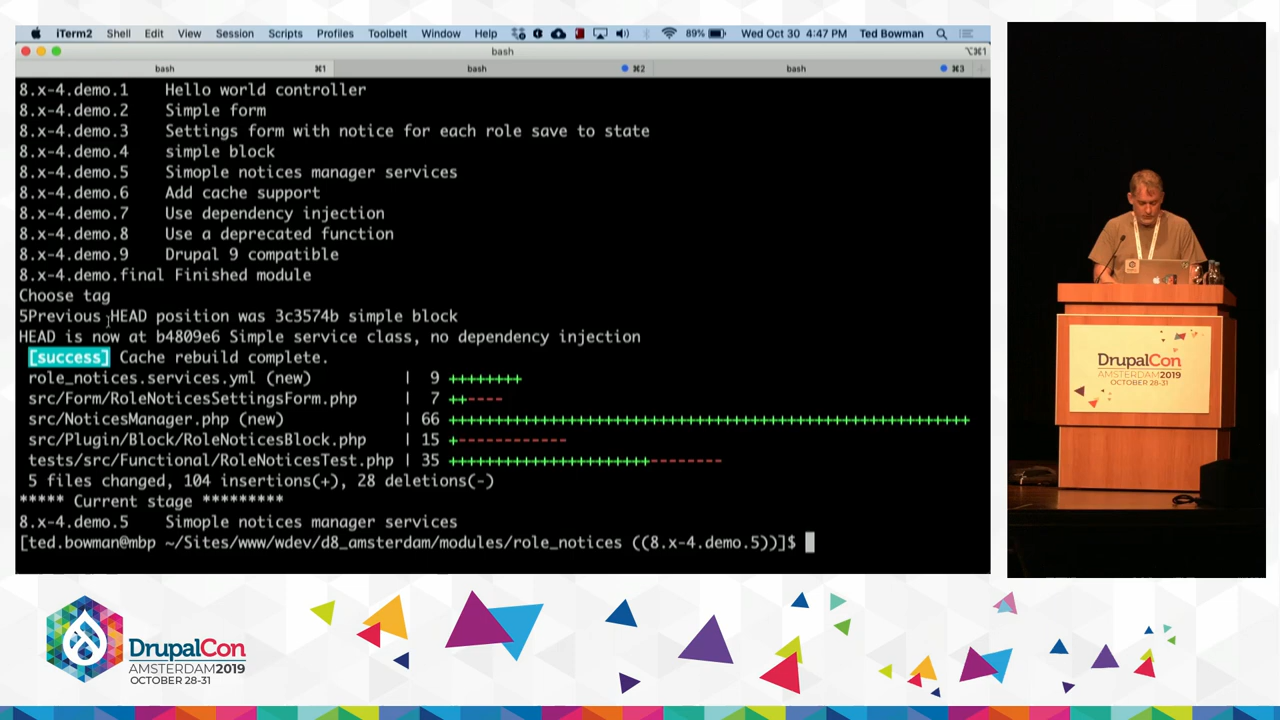 iTerm2 Shell Edit View Session Scripts Profiles Toolbelt Window Help 89% Wed Oct 30 4:47 PM Ted Bowman
bash ⌥⌘1
bash ⌘1 bash ⌘2 bash ⌘3
8.x-4.demo.1 Hello world controller
8.x-4.demo.2 Simple form
8.x-4.demo.3 Settings form with notice for each role save to state
8.x-4.demo.4 simple block
8.x-4.demo.5 Simople notices manager services
8.x-4.demo.6 Add cache support
8.x-4.demo.7 Use dependency injection
8.x-4.demo.8 Use a deprecated function
8.x-4.demo.9 Drupal 9 compatible
8.x-4.demo.final Finished module
Choose tag
5Previous HEAD position was 3c3574b simple block
HEAD is now at b4809e6 Simple service class, no dependency injection
[success] Cache rebuild complete.
role_notices.services.yml (new) | 9 ++++++++
src/Form/RoleNoticesSettingsForm.php | 7 ++----
src/NoticesManager.php (new) | 66 ++++++++++++++++++++++++++++++++++++++++++++++++++++++++++++++
src/Plugin/Block/RoleNoticesBlock.php | 15 +------------
tests/src/Functional/RoleNoticesTest.php | 35 ++++++++++++++++++++++++--------
5 files changed, 104 insertions(+), 28 deletions(-)
***** Current stage *********
8.x-4.demo.5 Simople notices manager services
[ted.bowman@mbp ~/Sites/www/wdev/d8_amsterdam/modules/role_notices ((8.x-4.demo.5))]$
DrupalCon
AMSTERDAM 2019
OCTOBER 28-31
DrupalCon
AMSTERDAM2019
OCTOBER 28-31